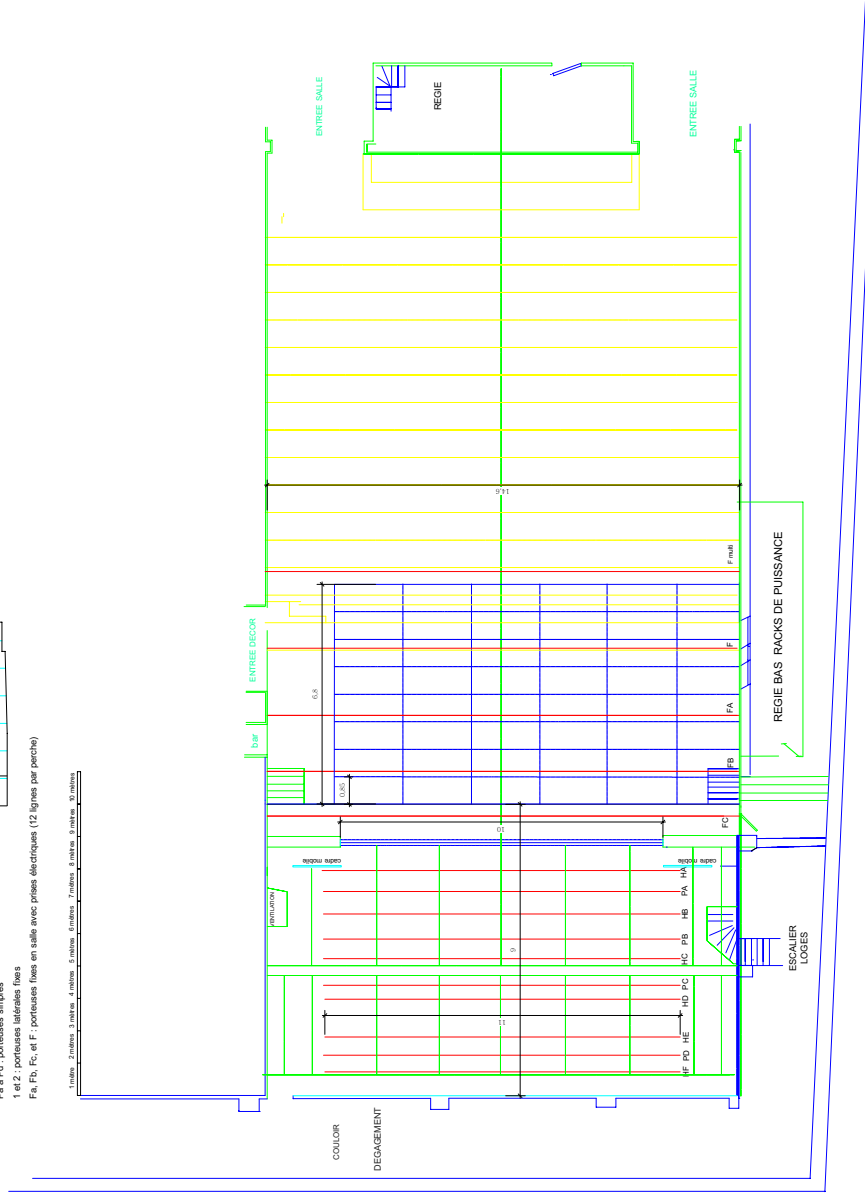 Fa à Fd : porteuses simples
1 et 2 : porteuses latérales fixes
Fa, Fb, Fc, et F : porteuses fixes en salle avec prises électriques (12 lignes par perche)
1 mètre 2 mètres 3 mètres 4 mètres 5 mètres 6 mètres 7 mètres 8 mètres 9 mètres 10 mètres
ENTREE SALLE
REGIE
ENTREE SALLE
14,6
F multi
ENTREE DECOR
6,8
F
FA
REGIE BAS RACKS DE PUISSANCE
bar
0,85
FB
FC
10
cadre mobile
cadre mobile
VENTILATION
HA
PA
HB
PB
HC
PC
HD
HE
PD
HF
9
11
ESCALIER
LOGES
COULOIR
DEGAGEMENT